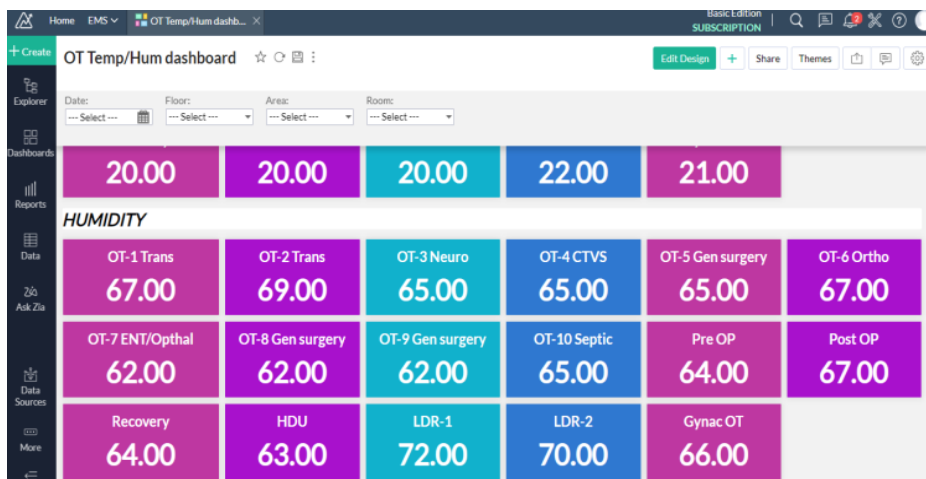 Home EMS OT Temp/Hum dashb... Basic Edition SUBSCRIPTION 2
Create
Explorer
Dashboards
Reports
Data
Ask Zia
Data Sources
More
OT Temp/Hum dashboard
Edit Design + Share Themes
Date: Floor: Area: Room:
--- Select --- --- Select --- --- Select --- --- Select ---
20.00 20.00 20.00 22.00 21.00
HUMIDITY
OT-1 Trans OT-2 Trans OT-3 Neuro OT-4 CTVS OT-5 Gen surgery OT-6 Ortho
67.00 69.00 65.00 65.00 65.00 67.00
OT-7 ENT/Opthal OT-8 Gen surgery OT-9 Gen surgery OT-10 Septic Pre OP Post OP
62.00 62.00 62.00 65.00 64.00 67.00
Recovery HDU LDR-1 LDR-2 Gynac OT
64.00 63.00 72.00 70.00 66.00